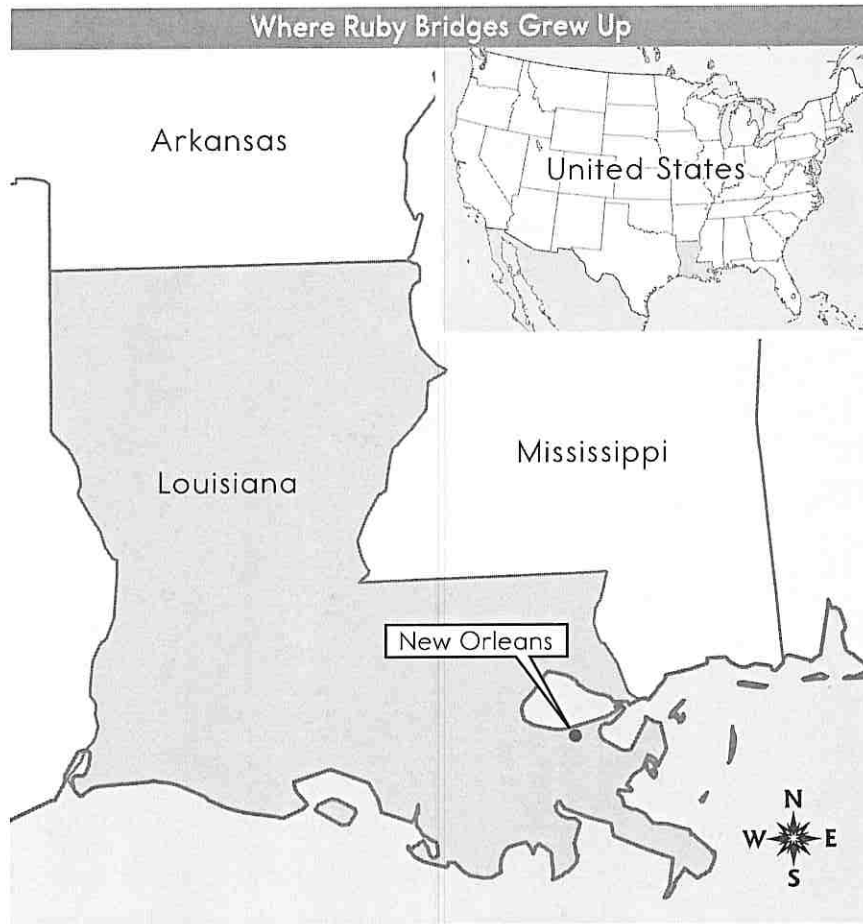 Where Ruby Bridges Grew Up
Arkansas
United States
Louisiana
Mississippi
New Orleans
N
W E
S